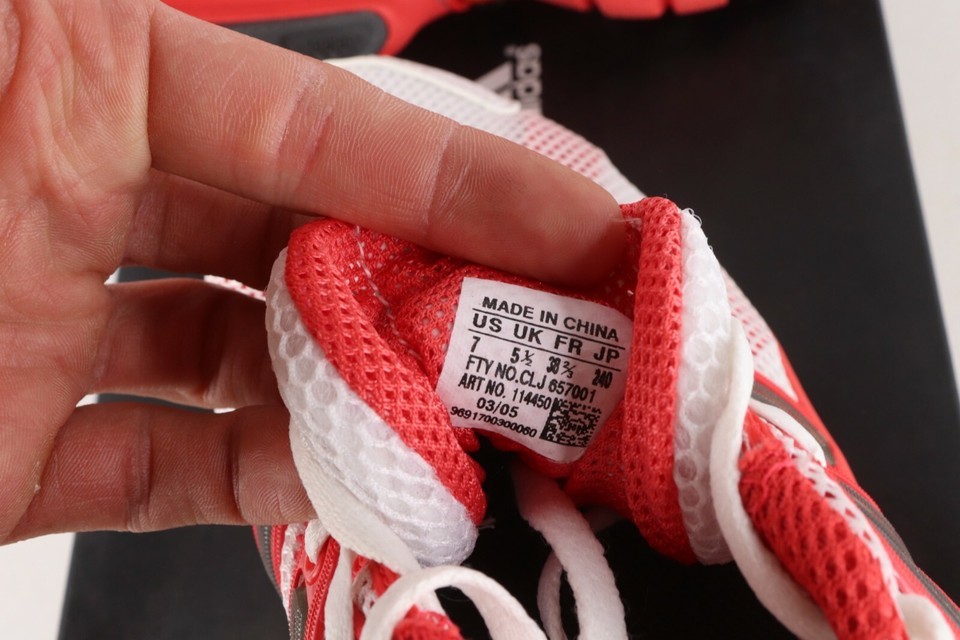 adidas
MADE IN CHINA
US UK FR JP
7 5½ 38⅔ 240
FTY NO.CLJ 657001
ART NO. 114450
03/05
9691700300060